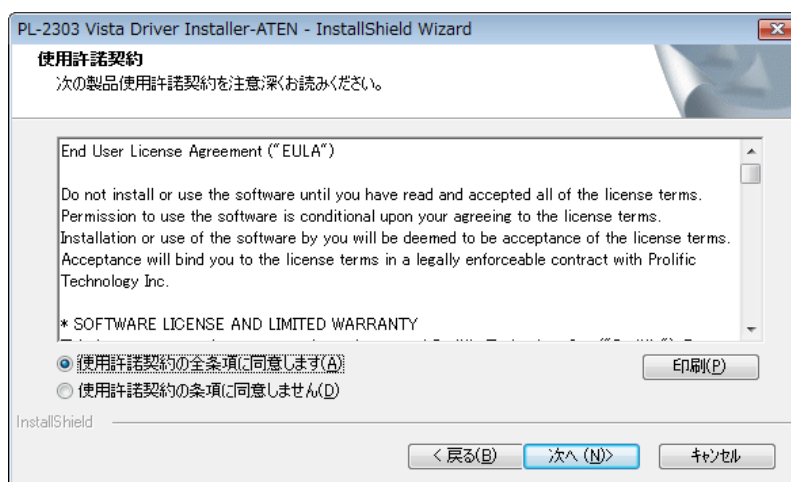 PL-2303 Vista Driver Installer-ATEN - InstallShield Wizard
使用許諾契約
次の製品使用許諾契約を注意深くお読みください。
End User License Agreement ("EULA")
Do not install or use the software until you have read and accepted all of the license terms.
Permission to use the software is conditional upon your agreeing to the license terms.
Installation or use of the software by you will be deemed to be acceptance of the license terms.
Acceptance will bind you to the license terms in a legally enforceable contract with Prolific
Technology Inc.
* SOFTWARE LICENSE AND LIMITED WARRANTY
使用許諾契約の全条項に同意します(A)
印刷(P)
使用許諾契約の条項に同意しません(D)
InstallShield
< 戻る(B)
次へ (N)>
キャンセル